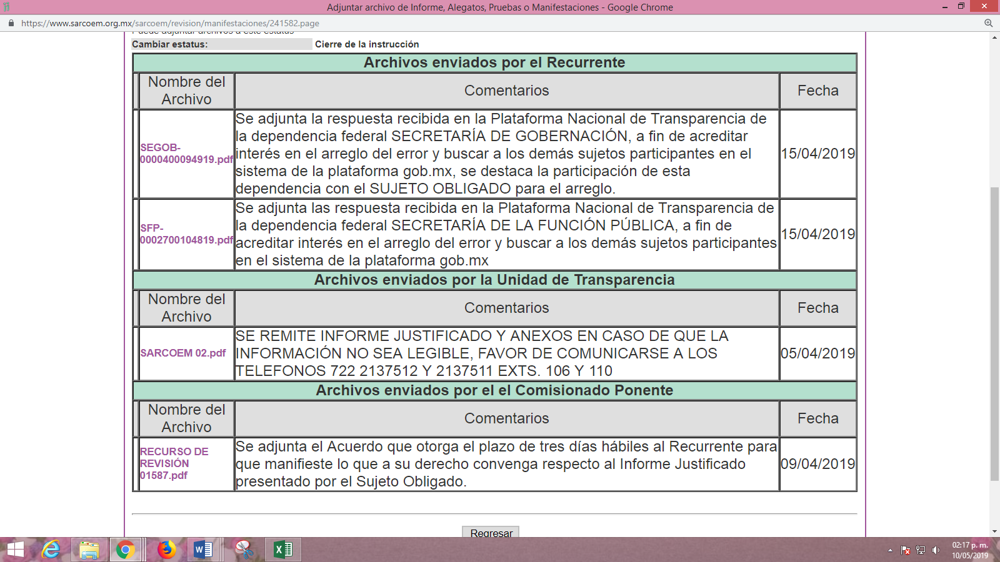 Adjuntar archivo de Informe, Alegatos, Pruebas o Manifestaciones - Google Chrome
https://www.sarcoem.org.mx/sarcoem/revision/manifestaciones/241582.page
Puede adjuntar archivos a este estatus
Cambiar estatus: Cierre de la instrucción
Archivos enviados por el Recurrente
Nombre del
Archivo
Comentarios
Fecha
SEGOB-
0000400094919.pdf
Se adjunta la respuesta recibida en la Plataforma Nacional de Transparencia de
la dependencia federal SECRETARÍA DE GOBERNACIÓN, a fin de acreditar
interés en el arreglo del error y buscar a los demás sujetos participantes en el
sistema de la plataforma gob.mx, se destaca la participación de esta
dependencia con el SUJETO OBLIGADO para el arreglo.
15/04/2019
SFP-
0002700104819.pdf
Se adjunta las respuesta recibida en la Plataforma Nacional de Transparencia de
la dependencia federal SECRETARÍA DE LA FUNCIÓN PÚBLICA, a fin de
acreditar interés en el arreglo del error y buscar a los demás sujetos participantes
en el sistema de la plataforma gob.mx
15/04/2019
Archivos enviados por la Unidad de Transparencia
Nombre del
Archivo
Comentarios
Fecha
SARCOEM 02.pdf
SE REMITE INFORME JUSTIFICADO Y ANEXOS EN CASO DE QUE LA
INFORMACIÓN NO SEA LEGIBLE, FAVOR DE COMUNICARSE A LOS
TELEFONOS 722 2137512 Y 2137511 EXTS. 106 Y 110
05/04/2019
Archivos enviados por el el Comisionado Ponente
Nombre del
Archivo
Comentarios
Fecha
RECURSO DE
REVISIÓN
01587.pdf
Se adjunta el Acuerdo que otorga el plazo de tres días hábiles al Recurrente para
que manifieste lo que a su derecho convenga respecto al Informe Justificado
presentado por el Sujeto Obligado.
09/04/2019
Regresar
02:17 p. m.
10/05/2019